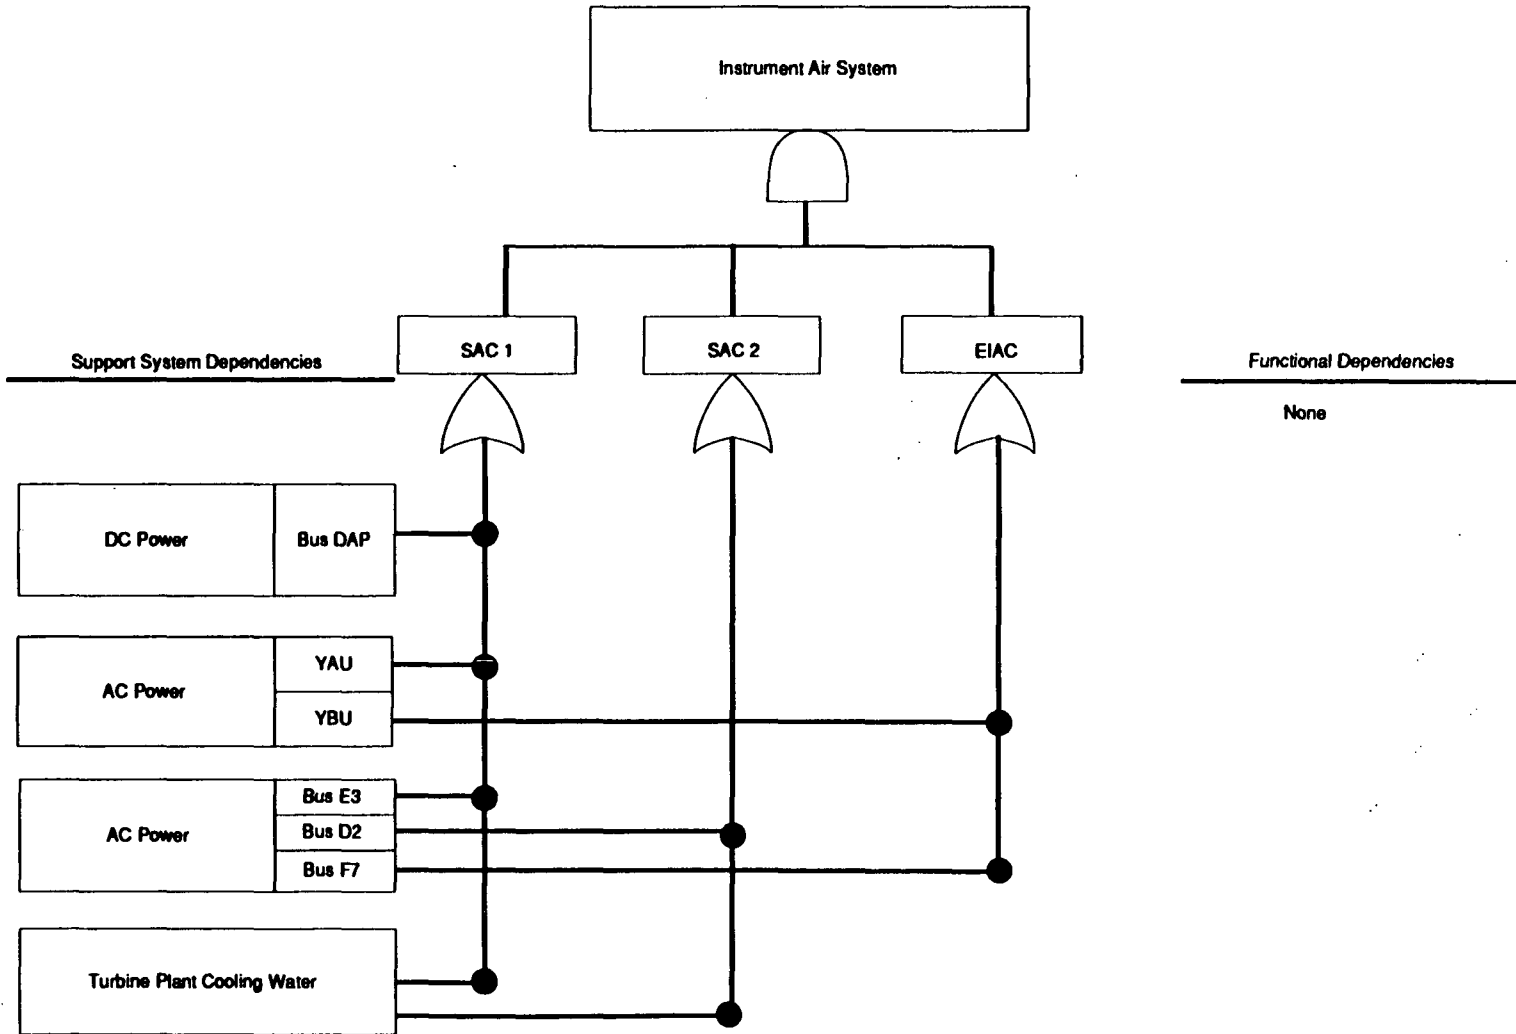 Instrument Air System
SAC 1
SAC 2
EIAC
Support System Dependencies
Functional Dependencies
None
DC Power
Bus DAP
AC Power
YAU
YBU
AC Power
Bus E3
Bus D2
Bus F7
Turbine Plant Cooling Water